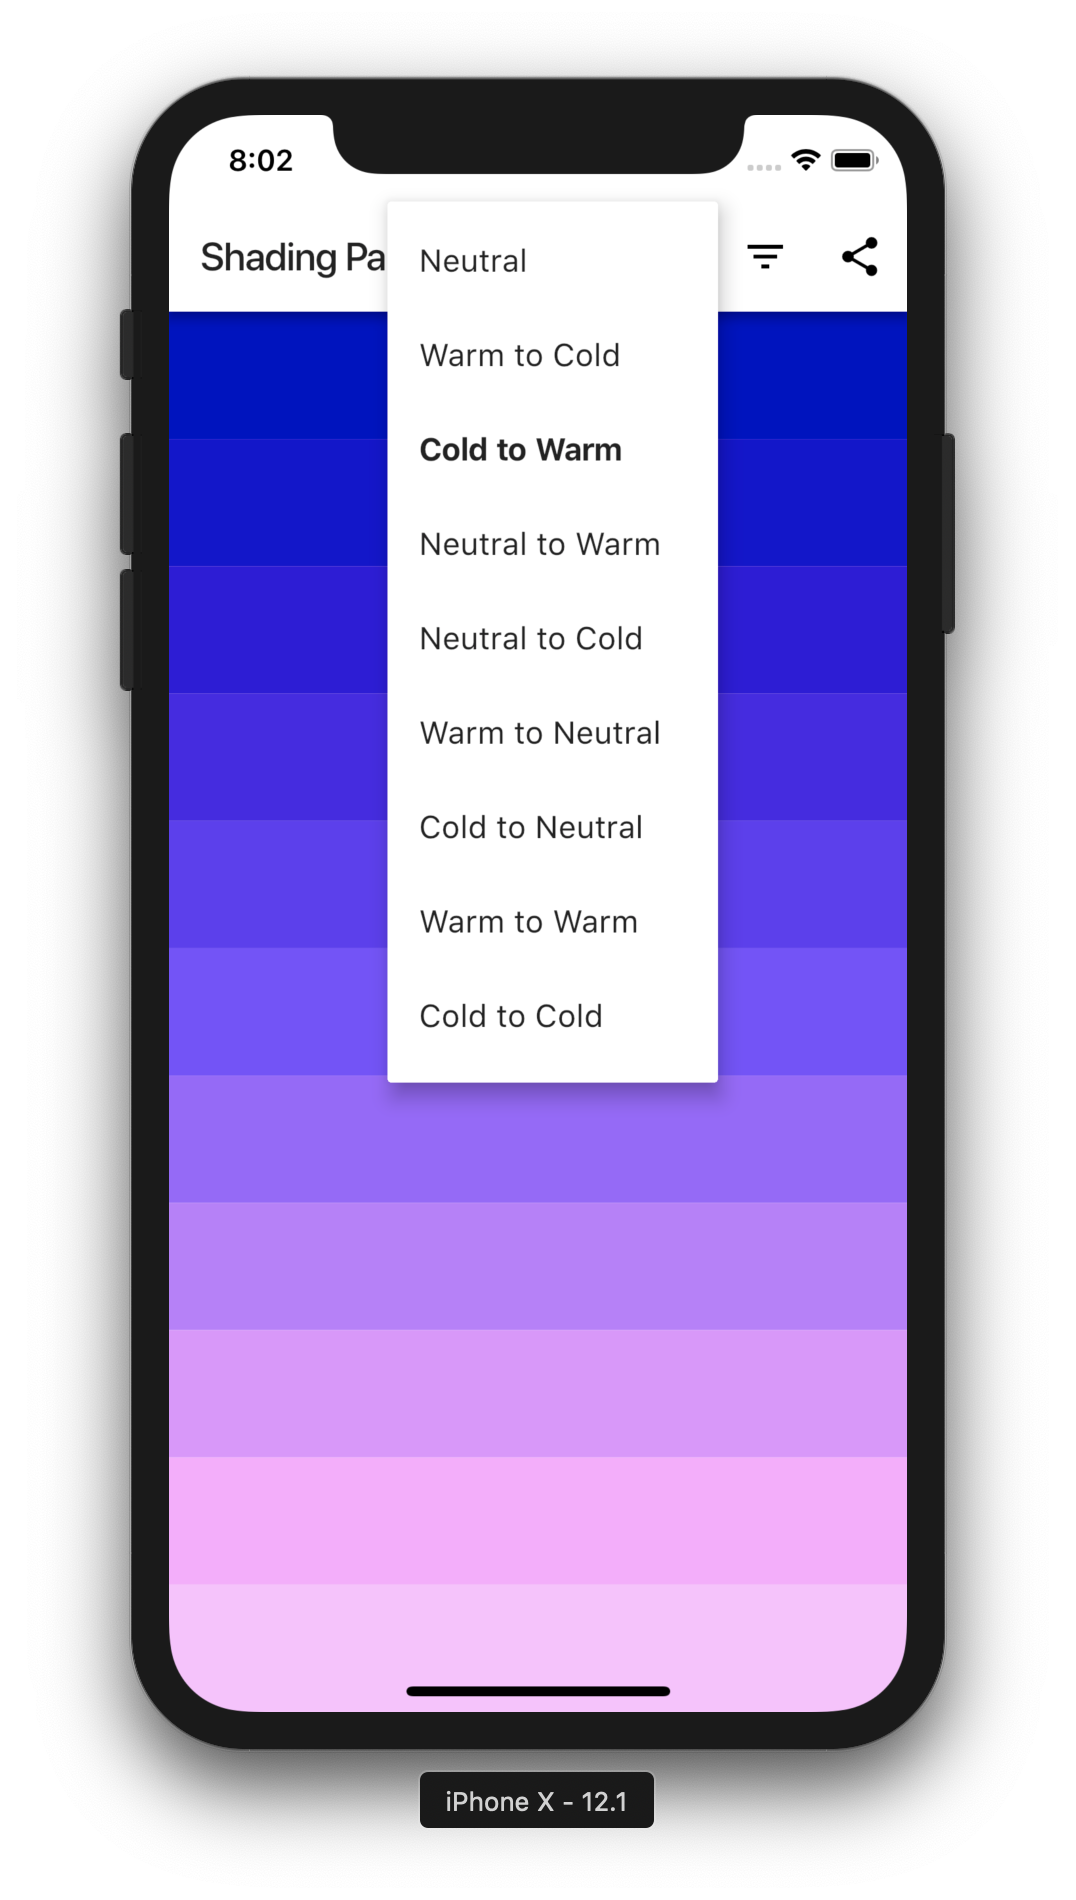 8:02
Shading Pa
Neutral
Warm to Cold
Cold to Warm
Neutral to Warm
Neutral to Cold
Warm to Neutral
Cold to Neutral
Warm to Warm
Cold to Cold
iPhone X - 12.1